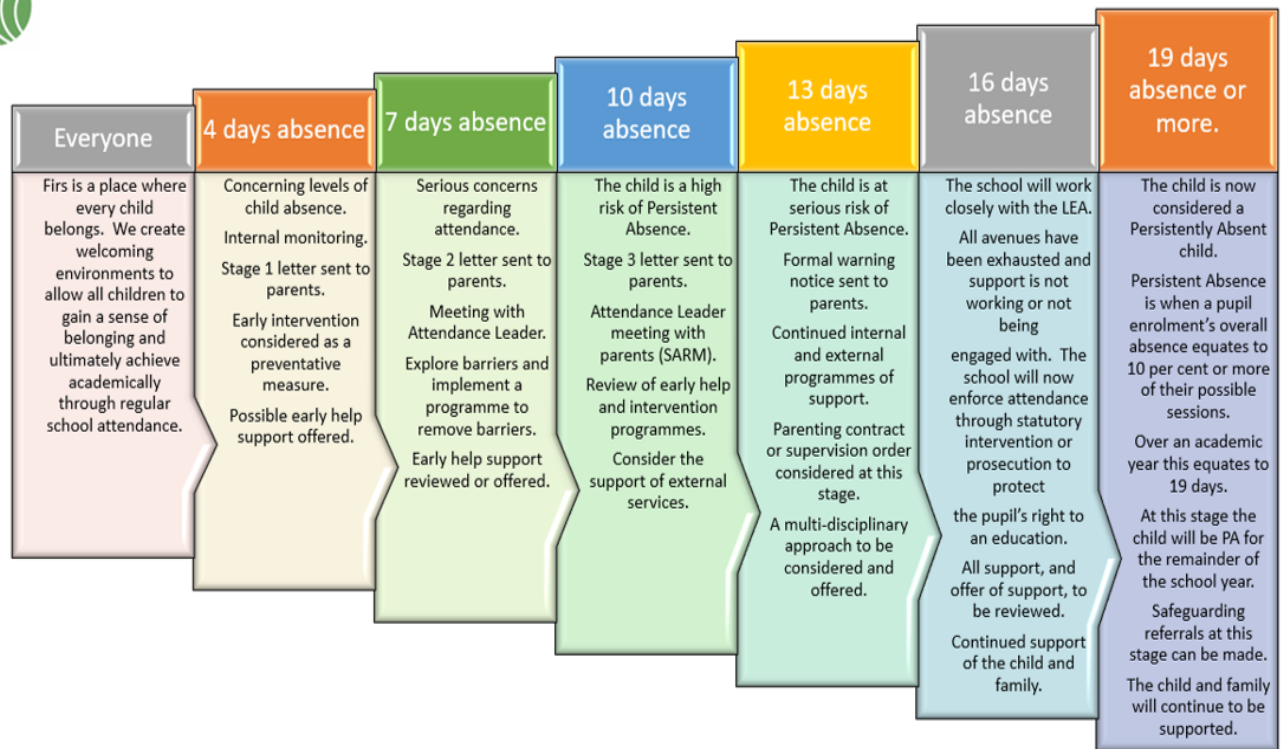 Everyone
Firs is a place where
every child
belongs. We create
welcoming
environments to
allow all children to
gain a sense of
belonging and
ultimately achieve
academically
through regular
school attendance.
4 days absence
Concerning levels of
child absence.
Internal monitoring.
Stage 1 letter sent to
parents.
Early intervention
considered as a
preventative
measure.
Possible early help
support offered.
7 days absence
Serious concerns
regarding
attendance.
Stage 2 letter sent to
parents.
Meeting with
Attendance Leader.
Explore barriers and
implement a
programme to
remove barriers.
Early help support
reviewed or offered.
10 days
absence
The child is a high
risk of Persistent
Absence.
Stage 3 letter sent to
parents.
Attendance Leader
meeting with
parents (SARM).
Review of early help
and intervention
programmes.
Consider the
support of external
services.
13 days
absence
The child is at
serious risk of
Persistent Absence.
Formal warning
notice sent to
parents.
Continued internal
and external
programmes of
support.
Parenting contract
or supervision order
considered at this
stage.
A multi-disciplinary
approach to be
considered and
offered.
16 days
absence
The school will work
closely with the LEA.
All avenues have
been exhausted and
support is not
working or not
being
engaged with. The
school will now
enforce attendance
through statutory
intervention or
prosecution to
protect
the pupil's right to
an education.
All support, and
offer of support, to
be reviewed.
Continued support
of the child and
family.
19 days
absence or
more.
The child is now
considered a
Persistently Absent
child.
Persistent Absence
is when a pupil
enrolment's overall
absence equates to
10 per cent or more
of their possible
sessions.
Over an academic
year this equates to
19 days.
At this stage the
child will be PA for
the remainder of
the school year.
Safeguarding
referrals at this
stage can be made.
The child and family
will continue to be
supported.